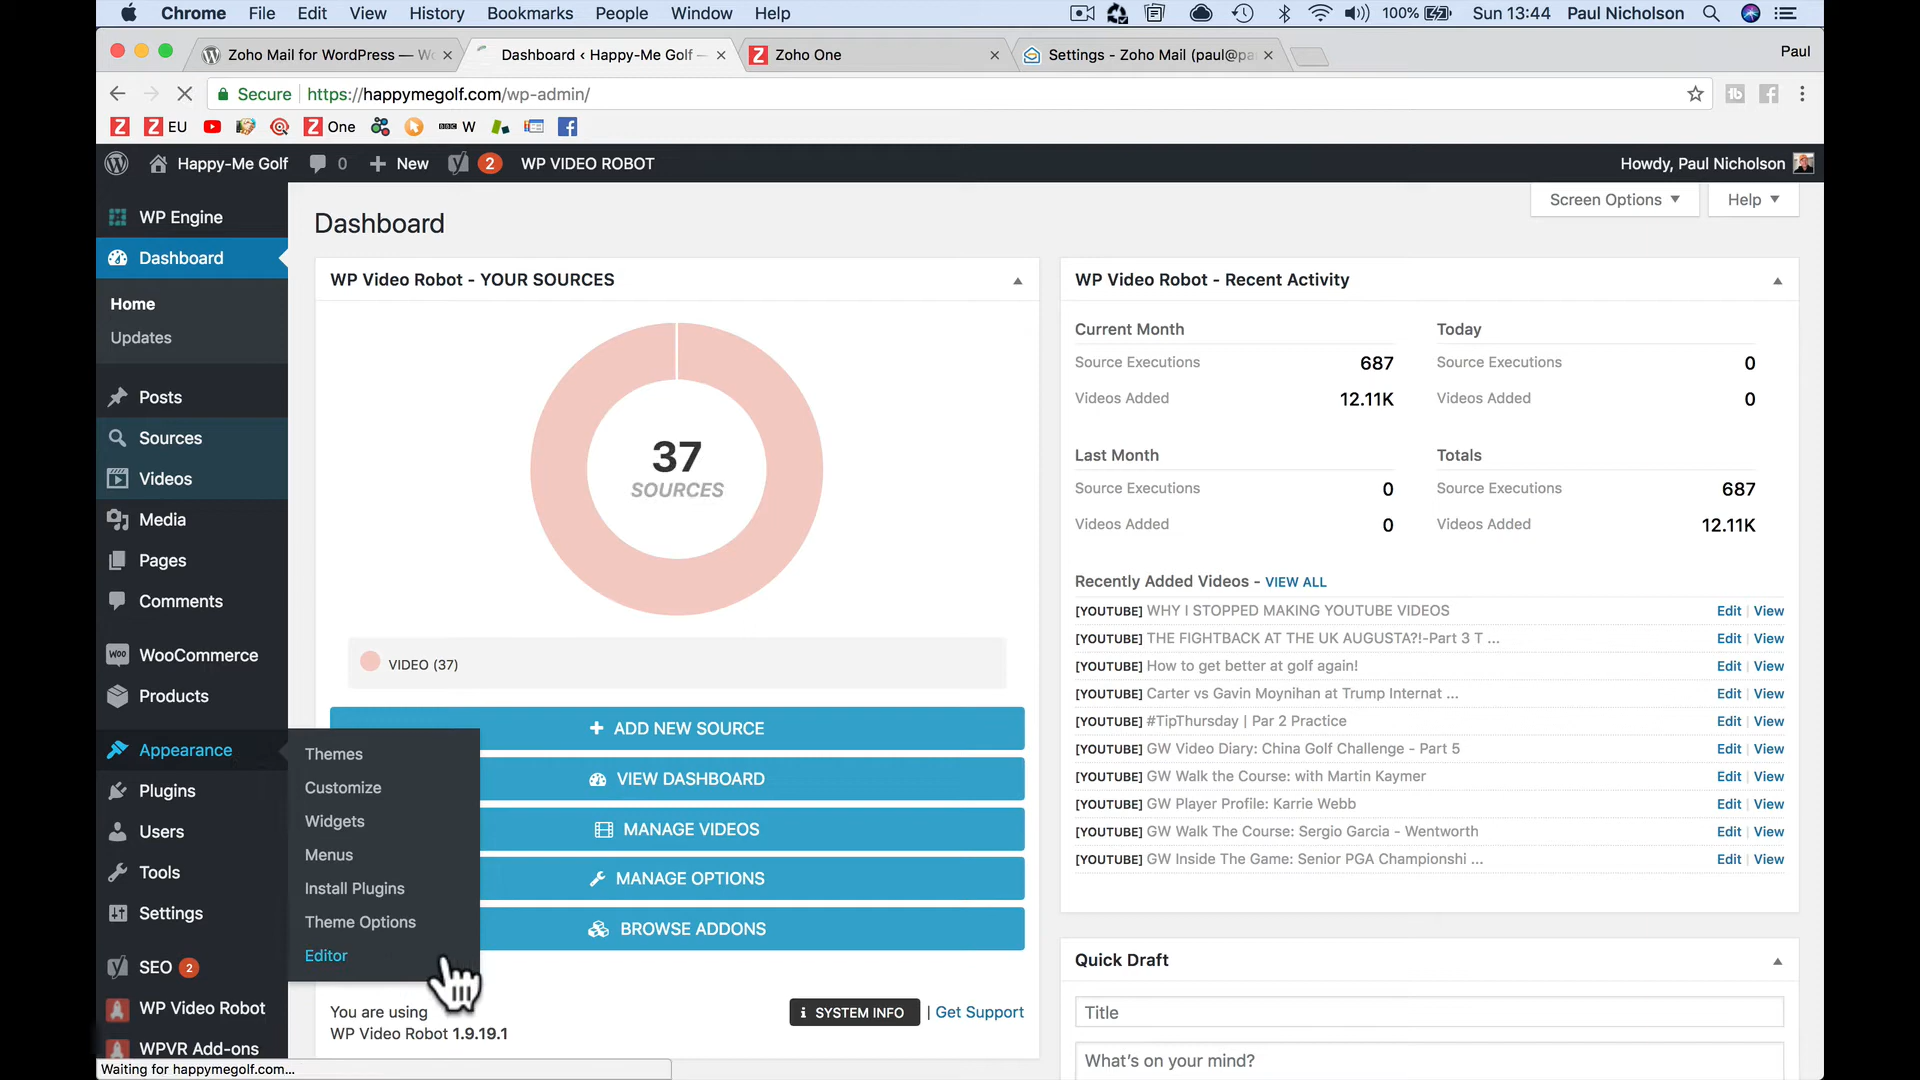 Chrome File Edit View History Bookmarks People Window Help 100% Sun 13:44 Paul Nicholson
Zoho Mail for WordPress — Wo Dashboard ‹ Happy-Me Golf — Zoho One Settings - Zoho Mail (paul@pa Paul
Secure https://happymegolf.com/wp-admin/
EU One BBC W
Happy-Me Golf 0 New 2 WP VIDEO ROBOT Howdy, Paul Nicholson
Screen Options Help
WP Engine
Dashboard
Home
Updates
Posts
Sources
Videos
Media
Pages
Comments
WooCommerce
Products
Appearance
Plugins
Users
Tools
Settings
SEO 2
WP Video Robot
WPVR Add-ons
Themes
Customize
Widgets
Menus
Install Plugins
Theme Options
Editor
Dashboard
WP Video Robot - YOUR SOURCES
37
SOURCES
VIDEO (37)
ADD NEW SOURCE
VIEW DASHBOARD
MANAGE VIDEOS
MANAGE OPTIONS
BROWSE ADDONS
You are using
WP Video Robot 1.9.19.1
SYSTEM INFO | Get Support
WP Video Robot - Recent Activity
Current Month Today
Source Executions 687 Source Executions 0
Videos Added 12.11K Videos Added 0
Last Month Totals
Source Executions 0 Source Executions 687
Videos Added 0 Videos Added 12.11K
Recently Added Videos - VIEW ALL
[YOUTUBE] WHY I STOPPED MAKING YOUTUBE VIDEOS Edit | View
[YOUTUBE] THE FIGHTBACK AT THE UK AUGUSTA?!-Part 3 T ... Edit | View
[YOUTUBE] How to get better at golf again! Edit | View
[YOUTUBE] Carter vs Gavin Moynihan at Trump Internat ... Edit | View
[YOUTUBE] #TipThursday | Par 2 Practice Edit | View
[YOUTUBE] GW Video Diary: China Golf Challenge - Part 5 Edit | View
[YOUTUBE] GW Walk the Course: with Martin Kaymer Edit | View
[YOUTUBE] GW Player Profile: Karrie Webb Edit | View
[YOUTUBE] GW Walk The Course: Sergio Garcia - Wentworth Edit | View
[YOUTUBE] GW Inside The Game: Senior PGA Championshi ... Edit | View
Quick Draft
Title
What's on your mind?
Waiting for happymegolf.com...